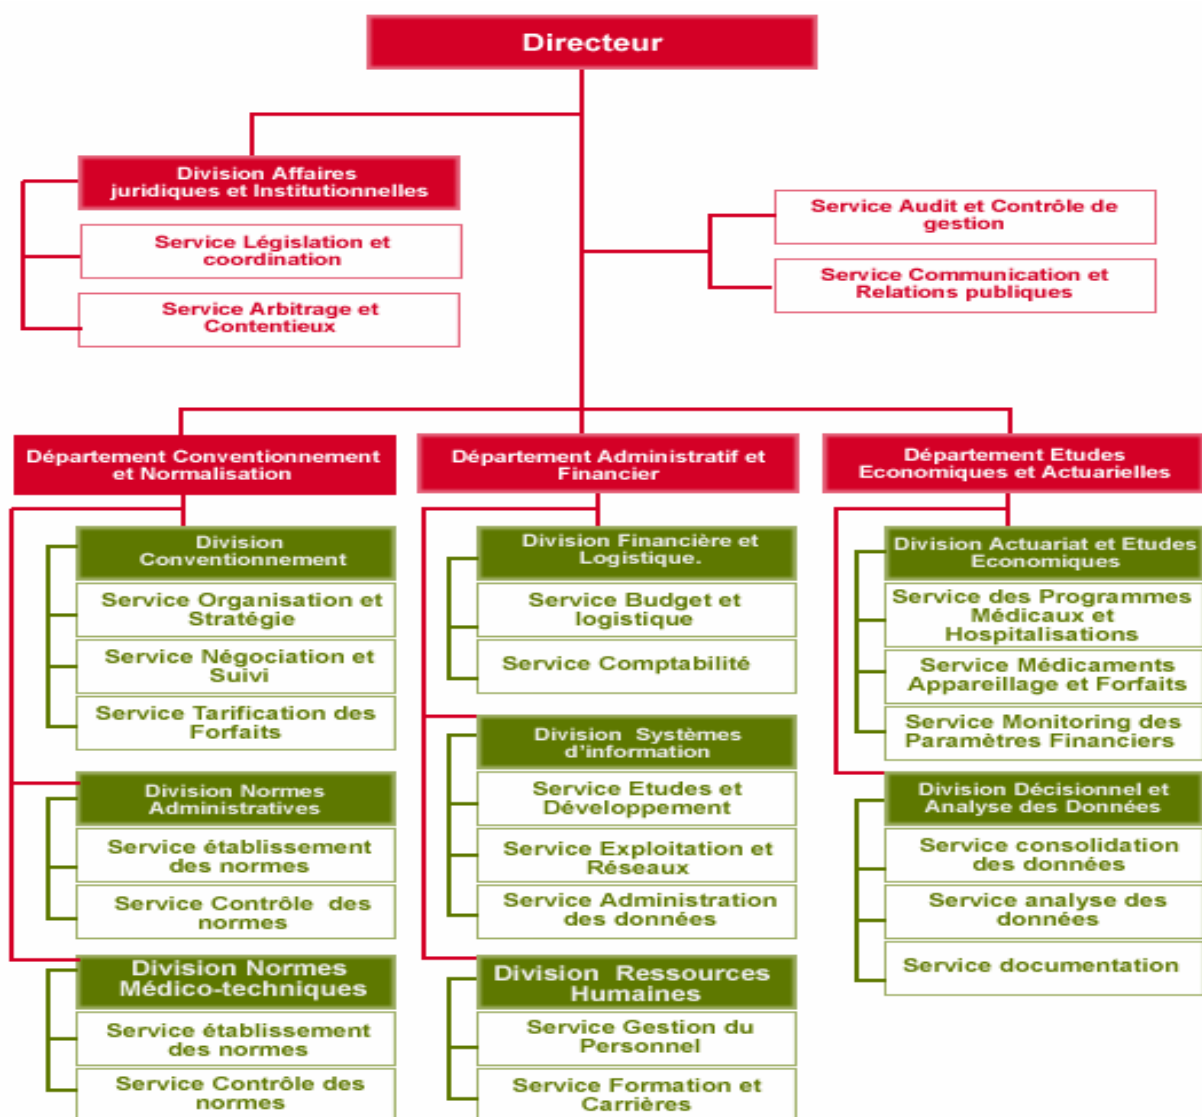 Directeur
Division Affaires
juridiques et Institutionnelles
Service Législation et
coordination
Service Arbitrage et
Contentieux
Service Audit et Contrôle de
gestion
Service Communication et
Relations publiques
Département Conventionnement
et Normalisation
Division
Conventionnement
Service Organisation et
Stratégie
Service Négociation et
Suivi
Service Tarification des
Forfaits
Division Normes
Administratives
Service établissement
des normes
Service Contrôle des
normes
Division Normes
Médico-techniques
Service établissement
des normes
Service Contrôle des
normes
Département Administratif et
Financier
Division Financière et
Logistique.
Service Budget et
logistique
Service Comptabilité
Division Systèmes
d'information
Service Etudes et
Développement
Service Exploitation et
Réseaux
Service Administration
des données
Division Ressources
Humaines
Service Gestion du
Personnel
Service Formation et
Carrières
Département Etudes
Economiques et Actuarielles
Division Actuariat et Etudes
Economiques
Service des Programmes
Médicaux et
Hospitalisations
Service Médicaments
Appareillage et Forfaits
Service Monitoring des
Paramètres Financiers
Division Décisionnel et
Analyse des Données
Service consolidation
des données
Service analyse des
données
Service documentation